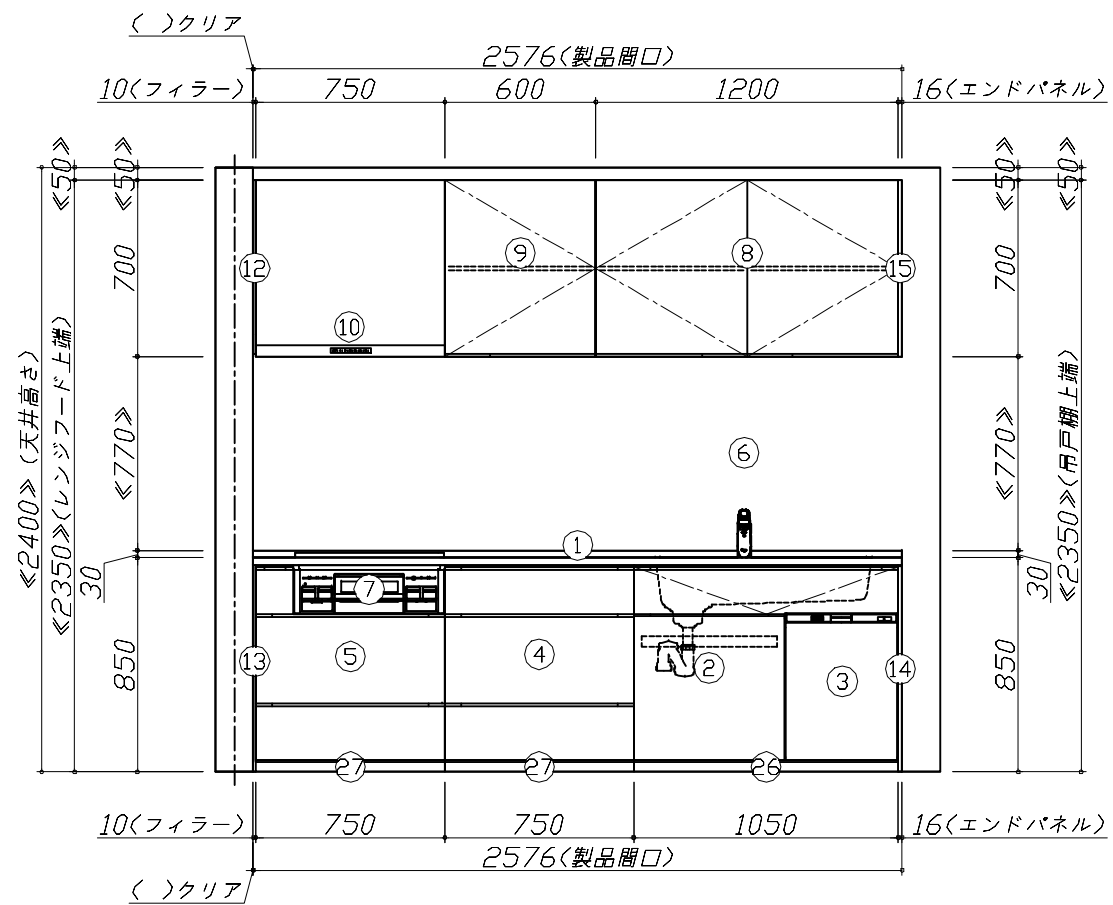 ( )クリア
2576(製品間口)
10(フィラー) 750 600 1200 16(エンドパネル)
≪50≫ ≪50≫ ≪50≫ ≪50≫
700 700
9 8
12 15
10
≪2400≫(天井高さ)
≪2350≫(レンジフード上端)
≪770≫ ≪770≫
≪2350≫(吊戸棚上端)
6
1
30 30
7
850 850
13 5 4 2 3 14
27 27 26
10(フィラー) 750 750 1050 16(エンドパネル)
2576(製品間口)
( )クリア